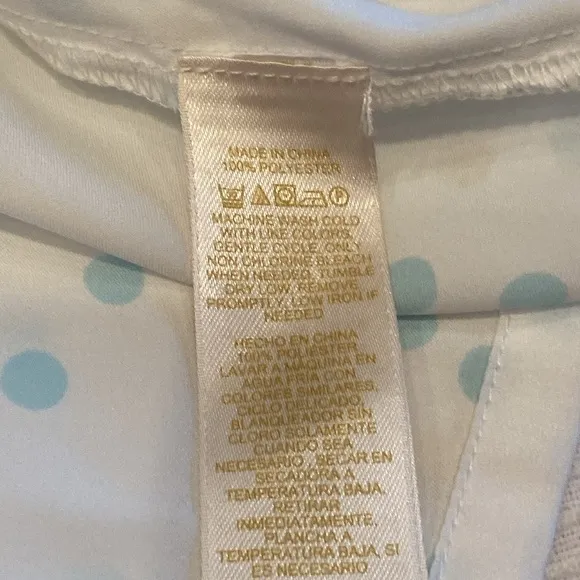 MADE IN CHINA
100% POLYESTER
MACHINE WASH COLD
WITH LIKE COLORS,
GENTLE CYCLE, ONLY
NON CHLORINE BLEACH
WHEN NEEDED, TUMBLE
DRY LOW, REMOVE
PROMPTLY, LOW IRON IF
NEEDED
HECHO EN CHINA
100% POLIESTER
LAVAR A MAQUINA EN
AGUA FRIA CON
COLORES SIMILARES,
CICLO DELICADO,
BLANQUEADOR SIN
CLORO SOLAMENTE
CUANDO SEA
NECESARIO, SECAR EN
SECADORA A
TEMPERATURA BAJA,
RETIRAR
INMEDIATAMENTE,
PLANCHA A
TEMPERATURA BAJA, SI
ES NECESARIO